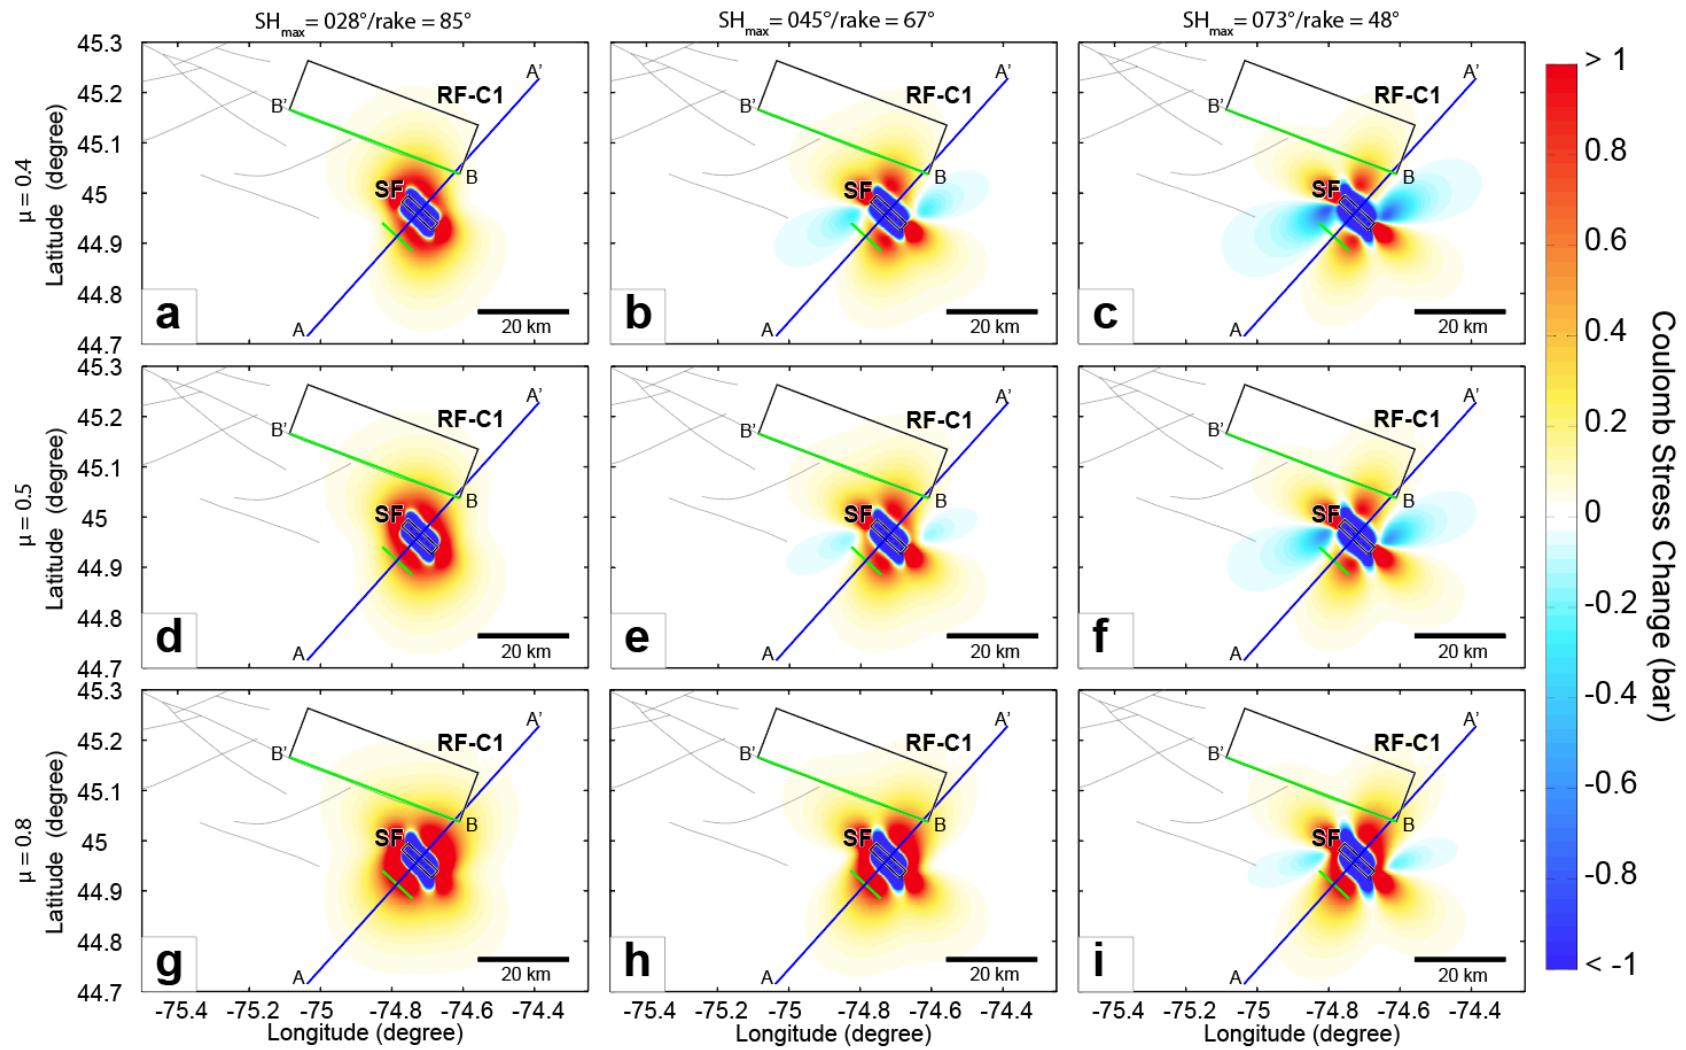 SHmax = 028°/rake = 85°
SHmax = 045°/rake = 67°
SHmax = 073°/rake = 48°
μ = 0.4
Latitude (degree)
45.3
45.2
45.1
45
44.9
44.8
44.7
A'
RF-C1
B'
B
SF
A
a
20 km
A'
RF-C1
B'
B
SF
A
b
20 km
A'
RF-C1
B'
B
SF
A
c
20 km
μ = 0.5
Latitude (degree)
45.3
45.2
45.1
45
44.9
44.8
44.7
A'
RF-C1
B'
B
SF
A
d
20 km
A'
RF-C1
B'
B
SF
A
e
20 km
A'
RF-C1
B'
B
SF
A
f
20 km
μ = 0.8
Latitude (degree)
45.3
45.2
45.1
45
44.9
44.8
44.7
A'
RF-C1
B'
B
SF
A
g
20 km
A'
RF-C1
B'
B
SF
A
h
20 km
A'
RF-C1
B'
B
SF
A
i
20 km
-75.4 -75.2 -75 -74.8 -74.6 -74.4
Longitude (degree)
-75.4 -75.2 -75 -74.8 -74.6 -74.4
Longitude (degree)
-75.4 -75.2 -75 -74.8 -74.6 -74.4
Longitude (degree)
> 1
0.8
0.6
0.4
0.2
0
-0.2
-0.4
-0.6
-0.8
< -1
Coulomb Stress Change (bar)